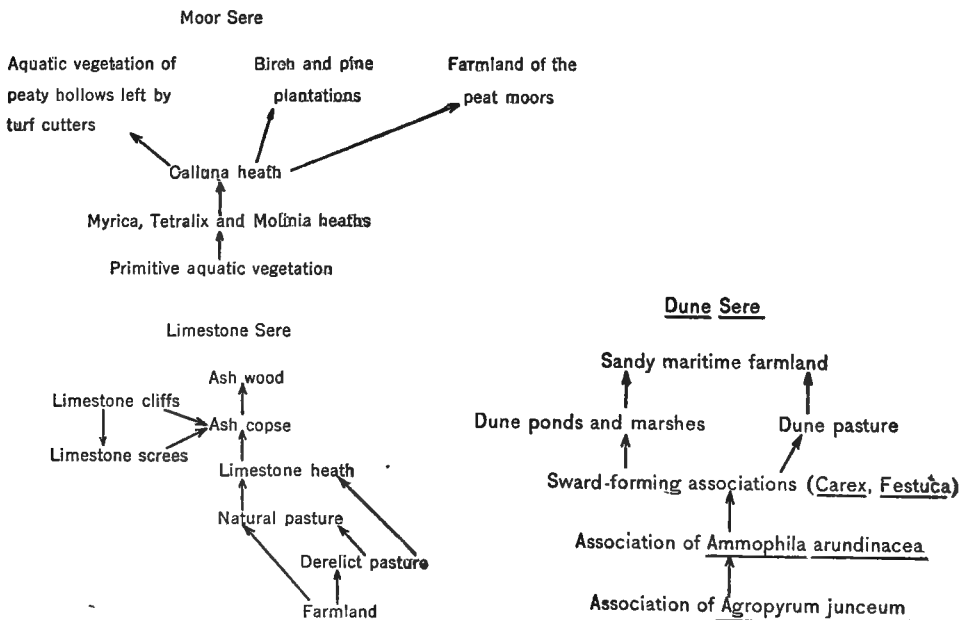 Moor Sere
Aquatic vegetation of
peaty hollows left by
turf cutters
Birch and pine
plantations
Farmland of the
peat moors
Calluna heath
Myrica, Tetralix and Molinia heaths
Primitive aquatic vegetation
Limestone Sere
Ash wood
Limestone cliffs
Ash copse
Limestone screes
Limestone heath
Natural pasture
Derelict pasture
Farmland
Dune Sere
Sandy maritime farmland
Dune ponds and marshes
Dune pasture
Sward-forming associations (Carex, Festuca)
Association of Ammophila arundinacea
Association of Agropyrum junceum